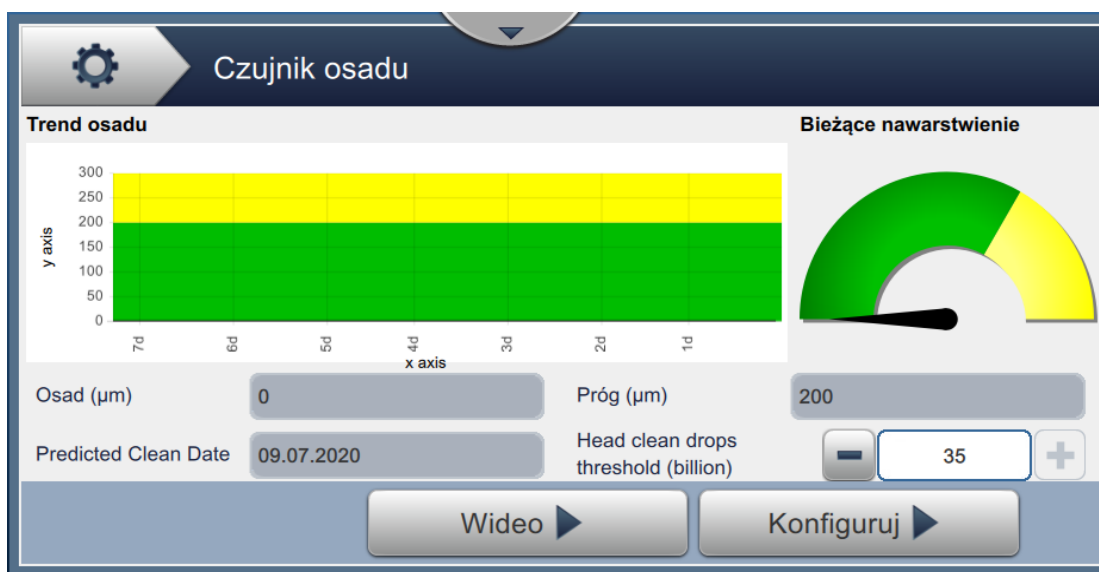 Czujnik osadu
Trend osadu
Bieżące nawarstwienie
300
250
200
150
100
50
0
y axis
7d
6d
5d
4d
3d
2d
1d
x axis
Osad (µm)
0
Próg (µm)
200
Predicted Clean Date
09.07.2020
Head clean drops
threshold (billion)
35
Wideo
Konfiguruj